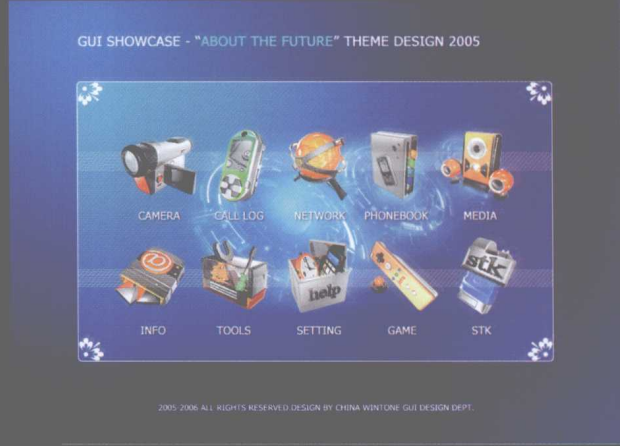 GUI SHOWCASE - "ABOUT THE FUTURE" THEME DESIGN 2005
CAMERA CALL LOG NETWORK PHONEBOOK MEDIA
stk
help
INFO TOOLS SETTING GAME STK
2005-2006 ALL RIGHTS RESERVED DESIGN BY CHINA WINTONE GUI DESIGN DEPT.